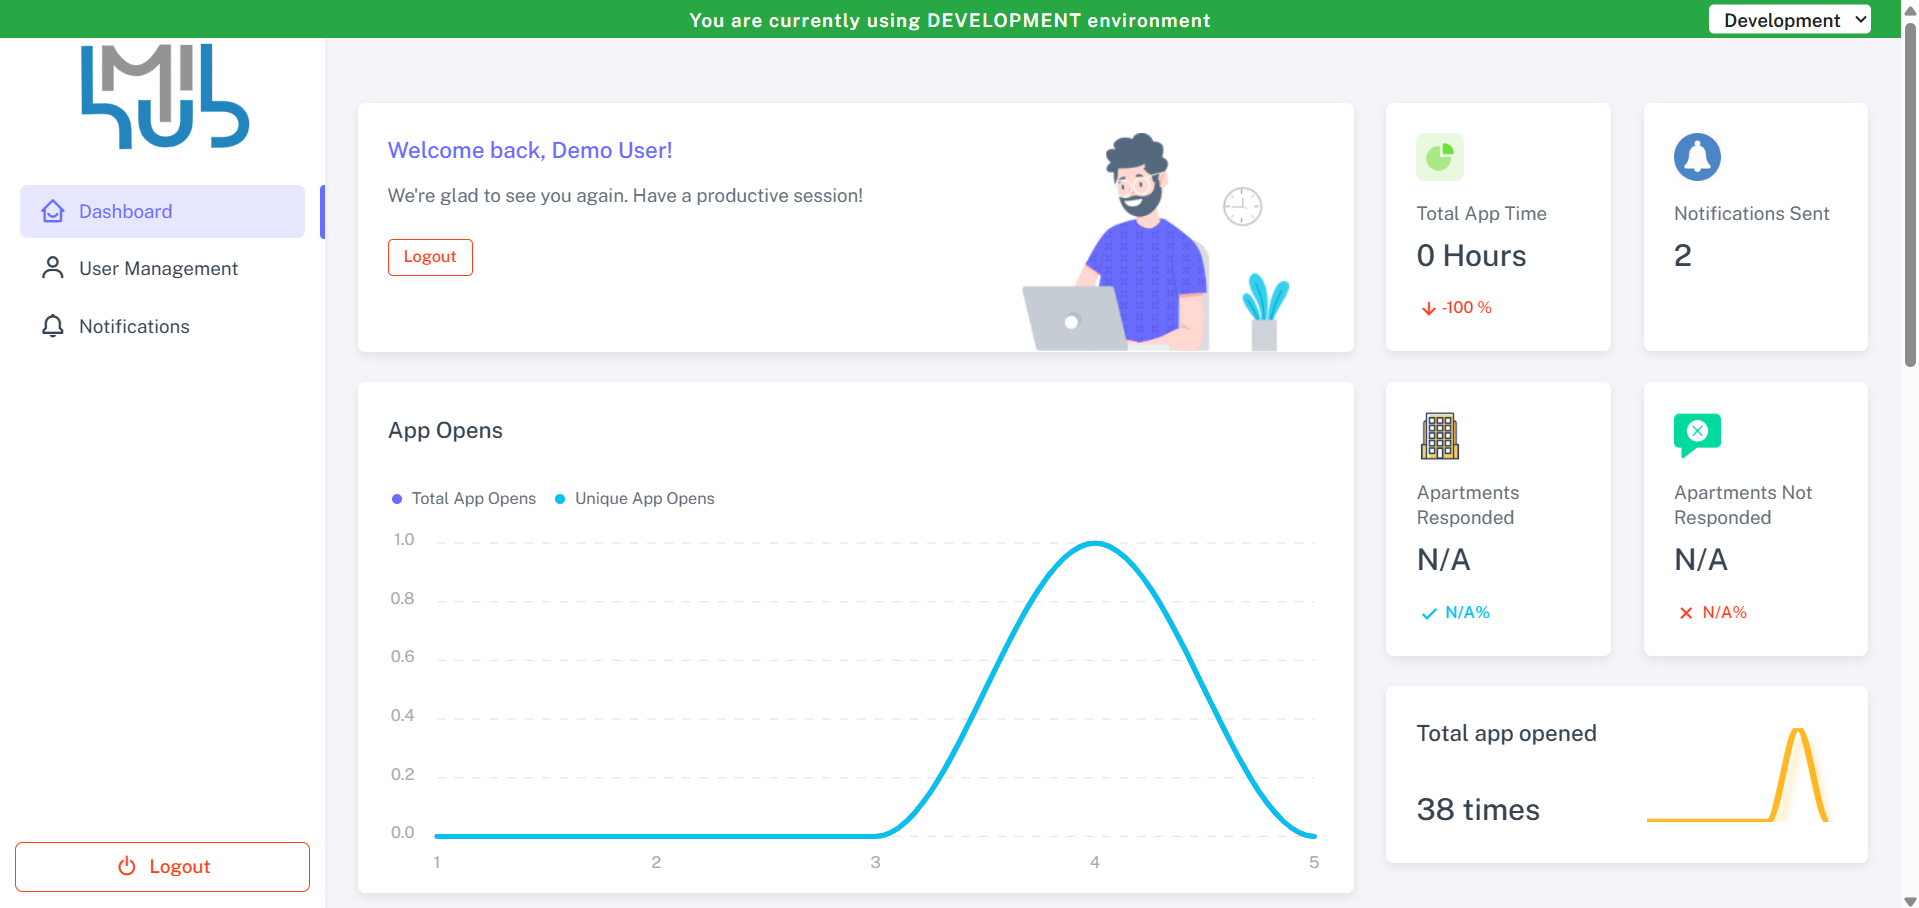 You are currently using DEVELOPMENT environment
Development
MI
hub
Dashboard
User Management
Notifications
Logout
Welcome back, Demo User!
We're glad to see you again. Have a productive session!
Logout
Total App Time
0 Hours
-100 %
Notifications Sent
2
App Opens
Total App Opens
Unique App Opens
1.0
0.8
0.6
0.4
0.2
0.0
1 2 3 4 5
Apartments
Responded
N/A
N/A%
Apartments Not
Responded
N/A
N/A%
Total app opened
38 times